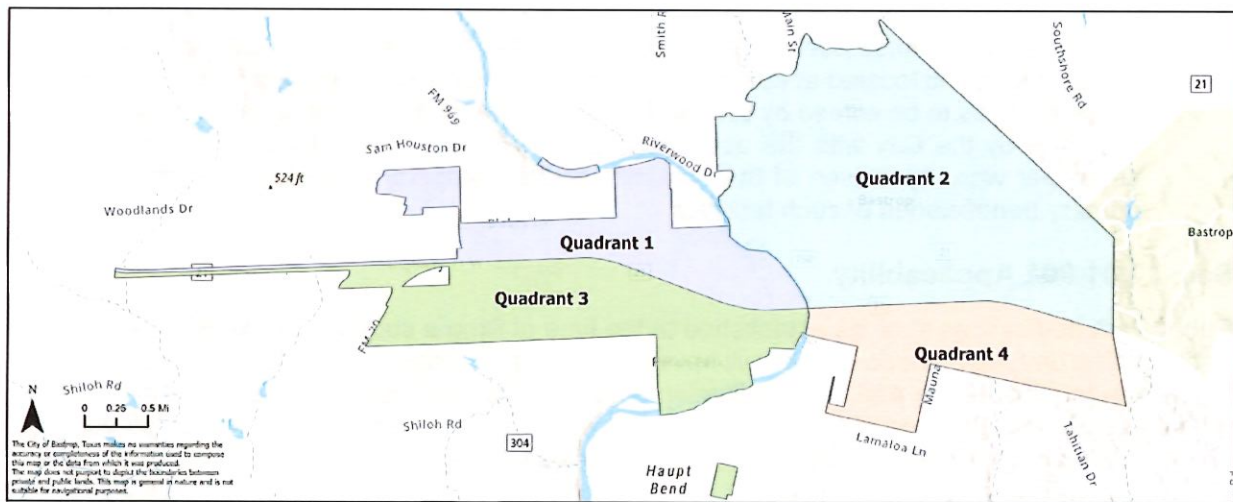 Smith R
Main St
Southshore Rd
21
FM 969
Sam Houston Dr
Riverwood Dr
524 ft
Quadrant 2
Woodlands Dr
Bastrop
Quadrant 1
21
Quadrant 3
Quadrant 4
Mauna
N
Shiloh Rd
0 0.25 0.5 Mi
Shiloh Rd
304
Lamaloa Ln
Tahitian Dr
Haupt
Bend
The City of Bastrop, Texas makes no warranties regarding the
accuracy or completeness of the information used to compose
this map or the data from which it was produced.
The map does not purport to depict the boundaries between
private and public lands. This map is general in nature and is not
suitable for navigational purposes.